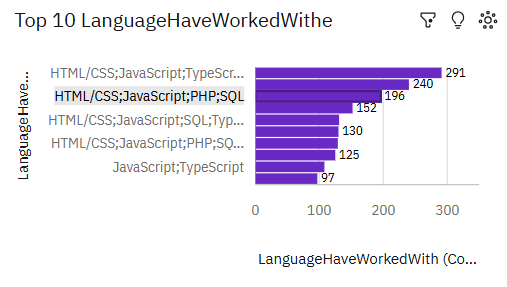 Top 10 LanguageHaveWorkedWithe
LanguageHave...
HTML/CSS;JavaScript;TypeScr...
HTML/CSS;JavaScript;PHP;SQL
HTML/CSS;JavaScript;SQL;Typ...
HTML/CSS;JavaScript;PHP;SQ...
JavaScript;TypeScript
291
240
196
152
130
125
97
0 100 200 300
LanguageHaveWorkedWith (Co...